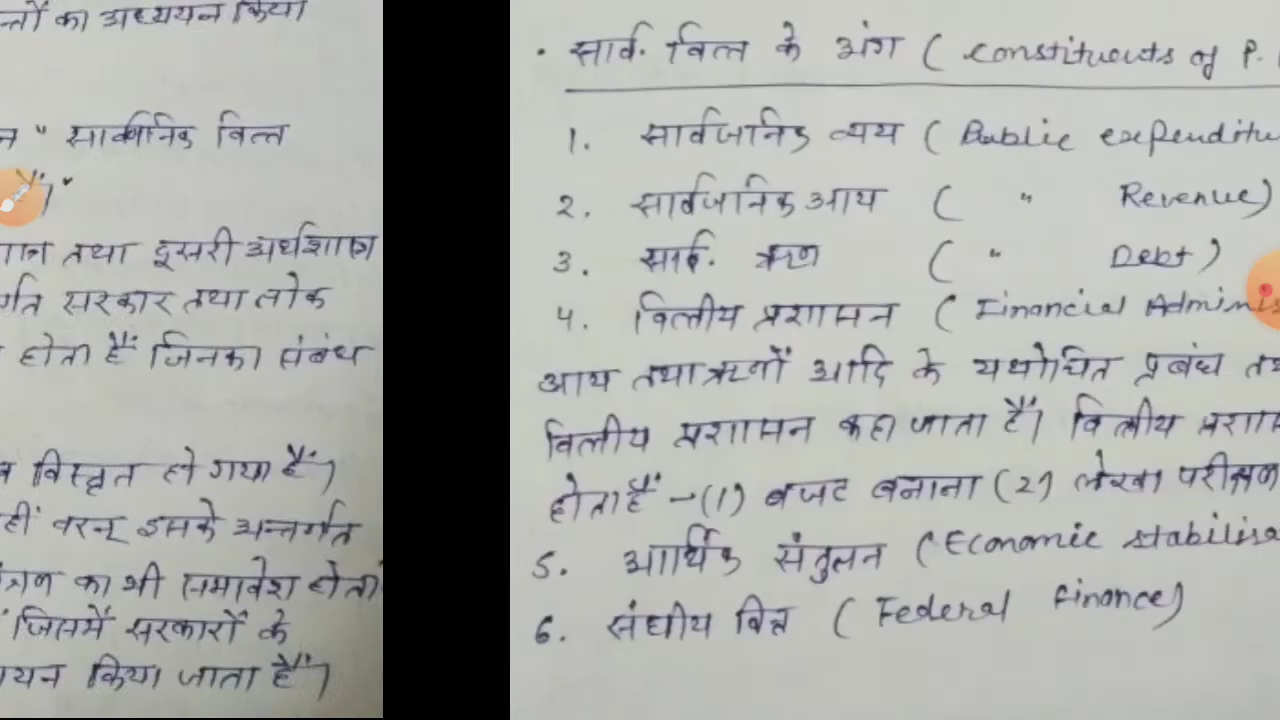 न्तों का अध्ययन किया
न " सार्वजनिक वित्त
हैं।"
शास्त्र तथा दूसरी अर्थशास्त्र
र्गत सरकार तथा लोक
होता हैं जिनका संबंध
विस्तृत हो गया हैं।
हीं वरन् इसके अन्तर्गत
त्रण का भी समावेश होता
जिसमें सरकारों के
ययन किया जाता हैं।
• सार्व. वित्त के अंग ( Constituents of P.
1. सार्वजनिक व्यय ( Public expenditu
2. सार्वजनिक आय ( " Revenue)
3. सार्व. ऋण ( " Debt)
4. वित्तीय प्रशासन ( Financial Adminis
आय तथा ऋणों आदि के यथोचित प्रबंध तथ
वित्तीय प्रशासन कहा जाता हैं। वित्तीय प्रशास
होता हैं -(1) बजट बनाना (2) लेखा परीक्षण
5. आर्थिक संतुलन ( Economic stabilisa
6. संघीय वित्त ( Federal finance)